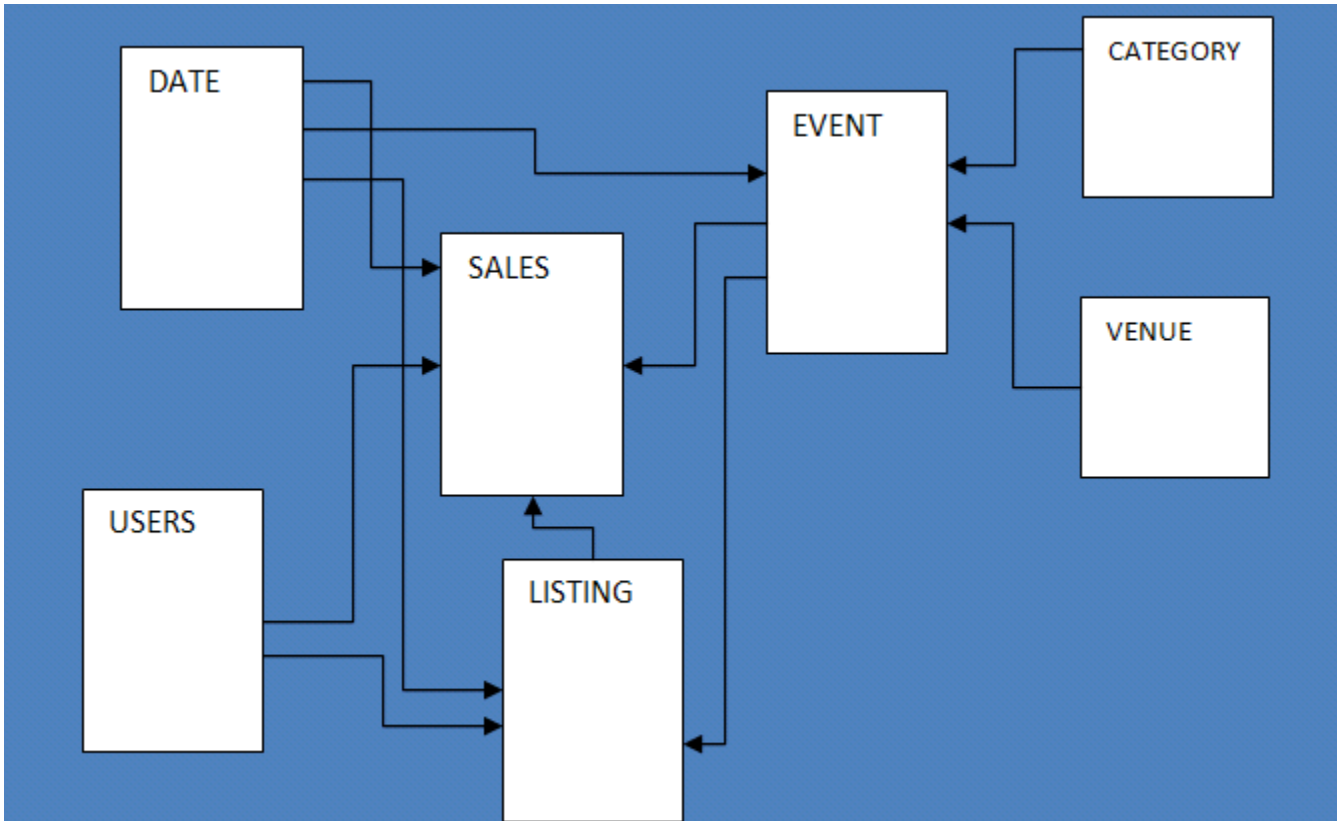 DATE
CATEGORY
EVENT
SALES
VENUE
USERS
LISTING